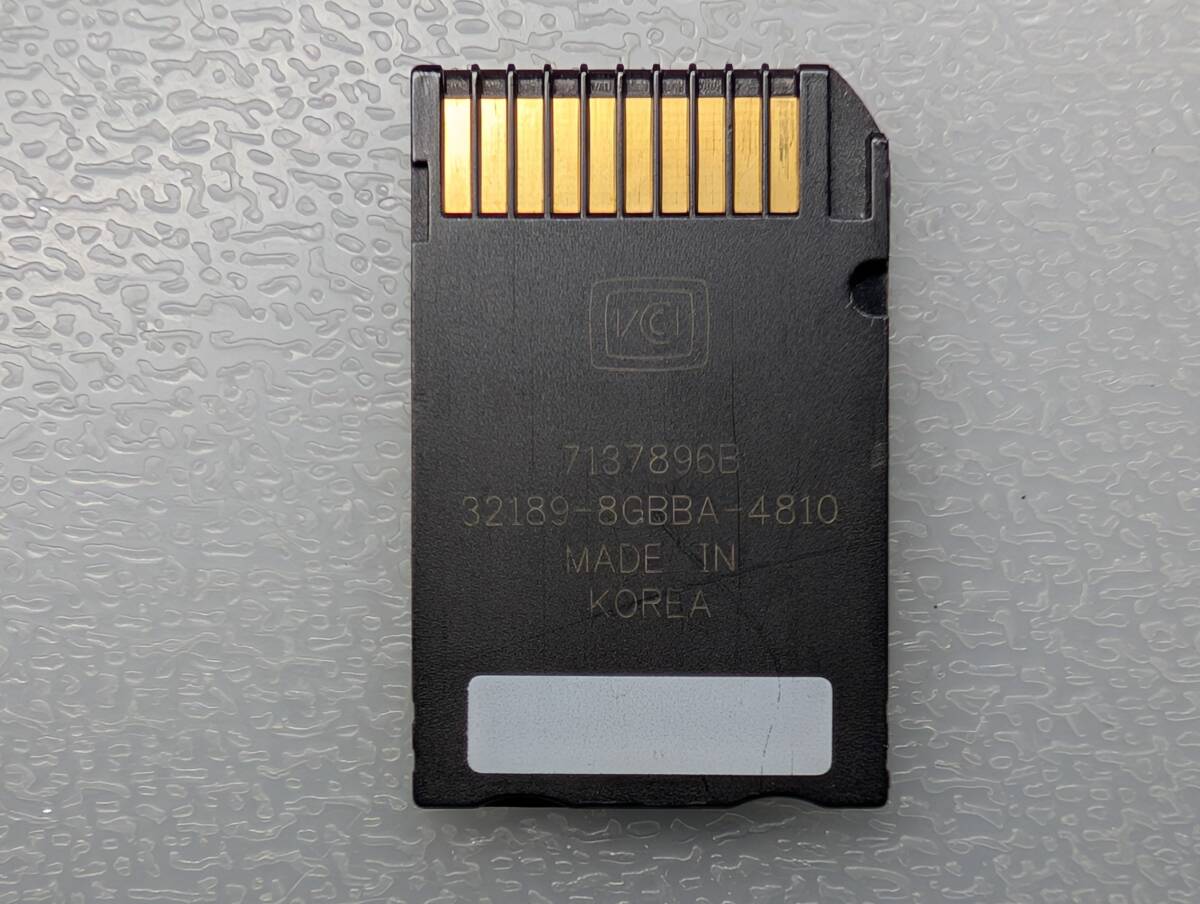 VCCI
7137896B
32189-8GBBA-4810
MADE IN
KOREA